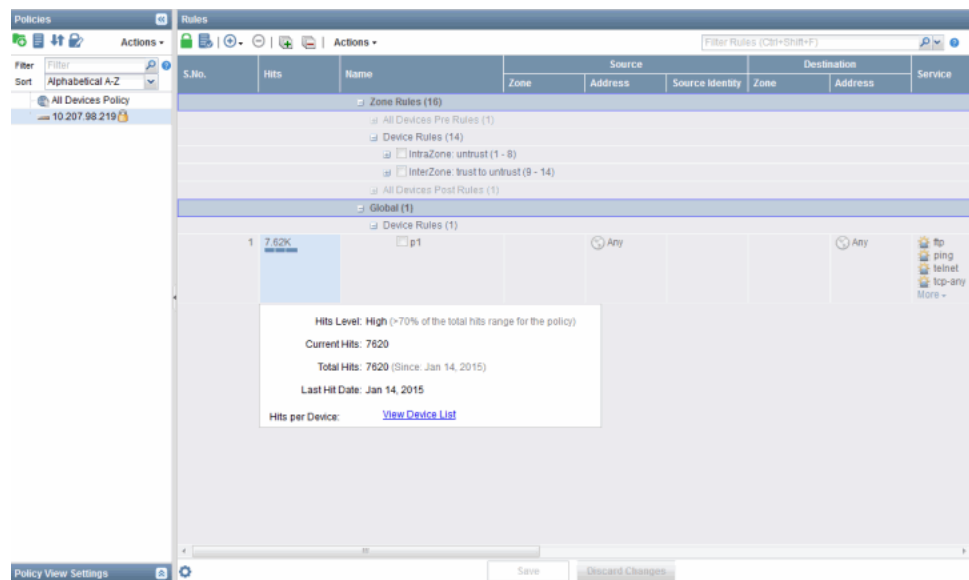 Policies
Rules
Actions
Actions
Filter Rules (Ctrl+Shift+F)
Filter
Filter
Sort
Alphabetical A-Z
All Devices Policy
10.207.98.219
S.No.
Hits
Name
Source
Destination
Service
Zone
Address
Source Identity
Zone
Address
Zone Rules (16)
All Devices Pre Rules (1)
Device Rules (14)
IntraZone: untrust (1 - 8)
InterZone: trust to untrust (9 - 14)
All Devices Post Rules (1)
Global (1)
Device Rules (1)
1
7.62K
p1
Any
Any
ftp
ping
telnet
tcp-any
More
Hits Level: High (>70% of the total hits range for the policy)
Current Hits: 7620
Total Hits: 7620 (Since: Jan 14, 2015)
Last Hit Date: Jan 14, 2015
Hits per Device: View Device List
Policy View Settings
Save
Discard Changes